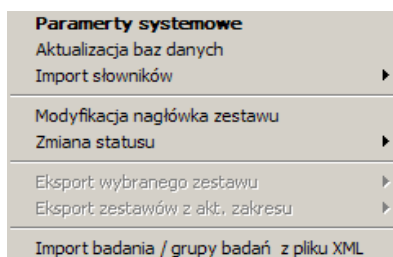 Paramerty systemowe
Aktualizacja baz danych
Import słowników
Modyfikacja nagłówka zestawu
Zmiana statusu
Eksport wybranego zestawu
Eksport zestawów z akt. zakresu
Import badania / grupy badań z pliku XML